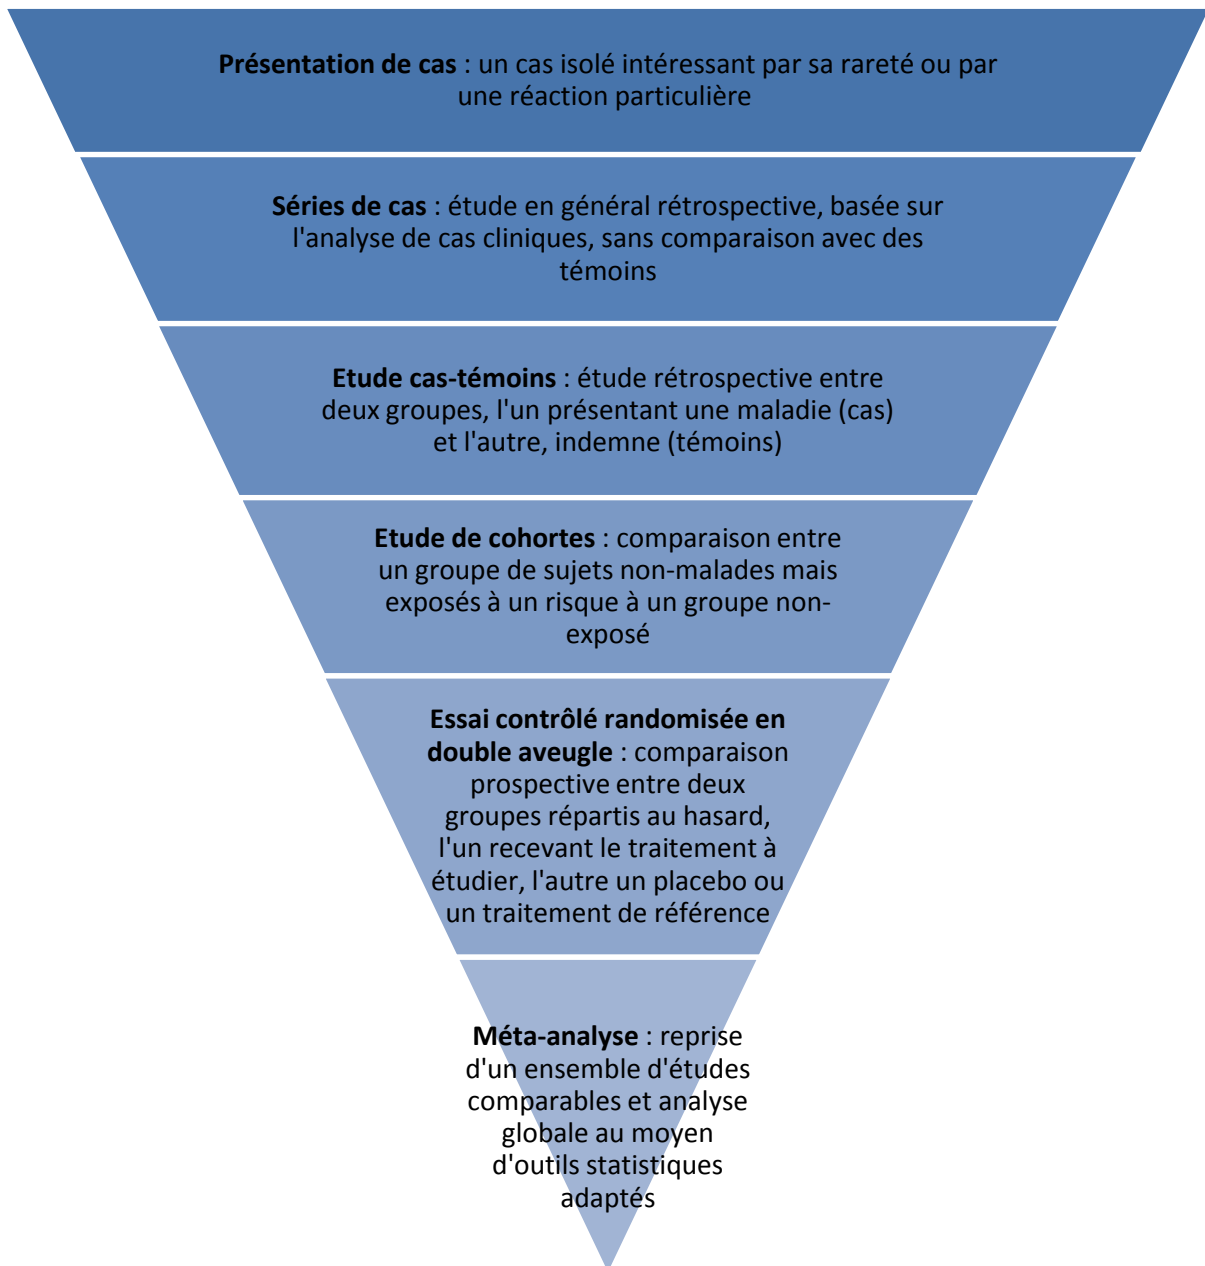 Présentation de cas : un cas isolé intéressant par sa rareté ou par
une réaction particulière
Séries de cas : étude en général rétrospective, basée sur
l'analyse de cas cliniques, sans comparaison avec des
témoins
Etude cas-témoins : étude rétrospective entre
deux groupes, l'un présentant une maladie (cas)
et l'autre, indemne (témoins)
Etude de cohortes : comparaison entre
un groupe de sujets non-malades mais
exposés à un risque à un groupe non-
exposé
Essai contrôlé randomisée en
double aveugle : comparaison
prospective entre deux
groupes répartis au hasard,
l'un recevant le traitement à
étudier, l'autre un placebo ou
un traitement de référence
Méta-analyse : reprise
d'un ensemble d'études
comparables et analyse
globale au moyen
d'outils statistiques
adaptés